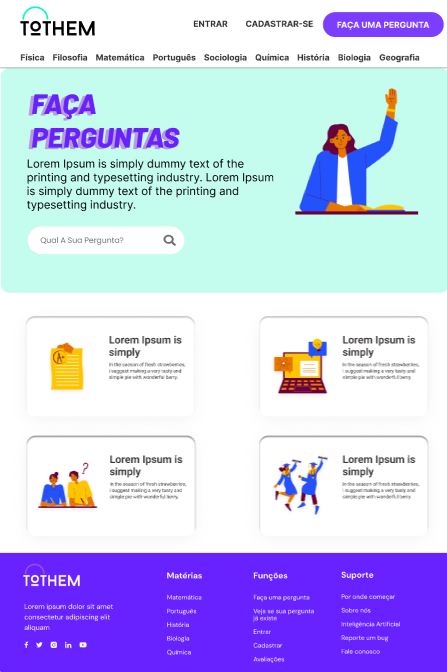 TOTHEM
ENTRAR CADASTRAR-SE FAÇA UMA PERGUNTA
Física Filosofia Matemática Português Sociologia Química História Biologia Geografia
FAÇA
PERGUNTAS
Lorem Ipsum is simply dummy text of the
printing and typesetting industry. Lorem Ipsum
is simply dummy text of the printing and
typesetting industry.
Qual A Sua Pergunta?
A+
Lorem Ipsum is
simply
In the season of fresh strawberries,
I suggest making a very tasty and
simple pie with wonderful berry.
Lorem Ipsum is
simply
In the season of fresh strawberries,
I suggest making a very tasty and
simple pie with wonderful berry.
?
Lorem Ipsum is
simply
In the season of fresh strawberries,
I suggest making a very tasty and
simple pie with wonderful berry.
Lorem Ipsum is
simply
In the season of fresh strawberries,
I suggest making a very tasty and
simple pie with wonderful berry.
TOTHEM
Lorem ipsum dolor sit amet
consectetur adipiscing elit
aliquam
Matérias
Matemática
Português
História
Biologia
Química
Funções
Faça uma pergunta
Veja se sua pergunta
já existe
Entrar
Cadastrar
Avaliações
Suporte
Por onde começar
Sobre nós
Inteligência Artificial
Reporte um bug
Fale conosco